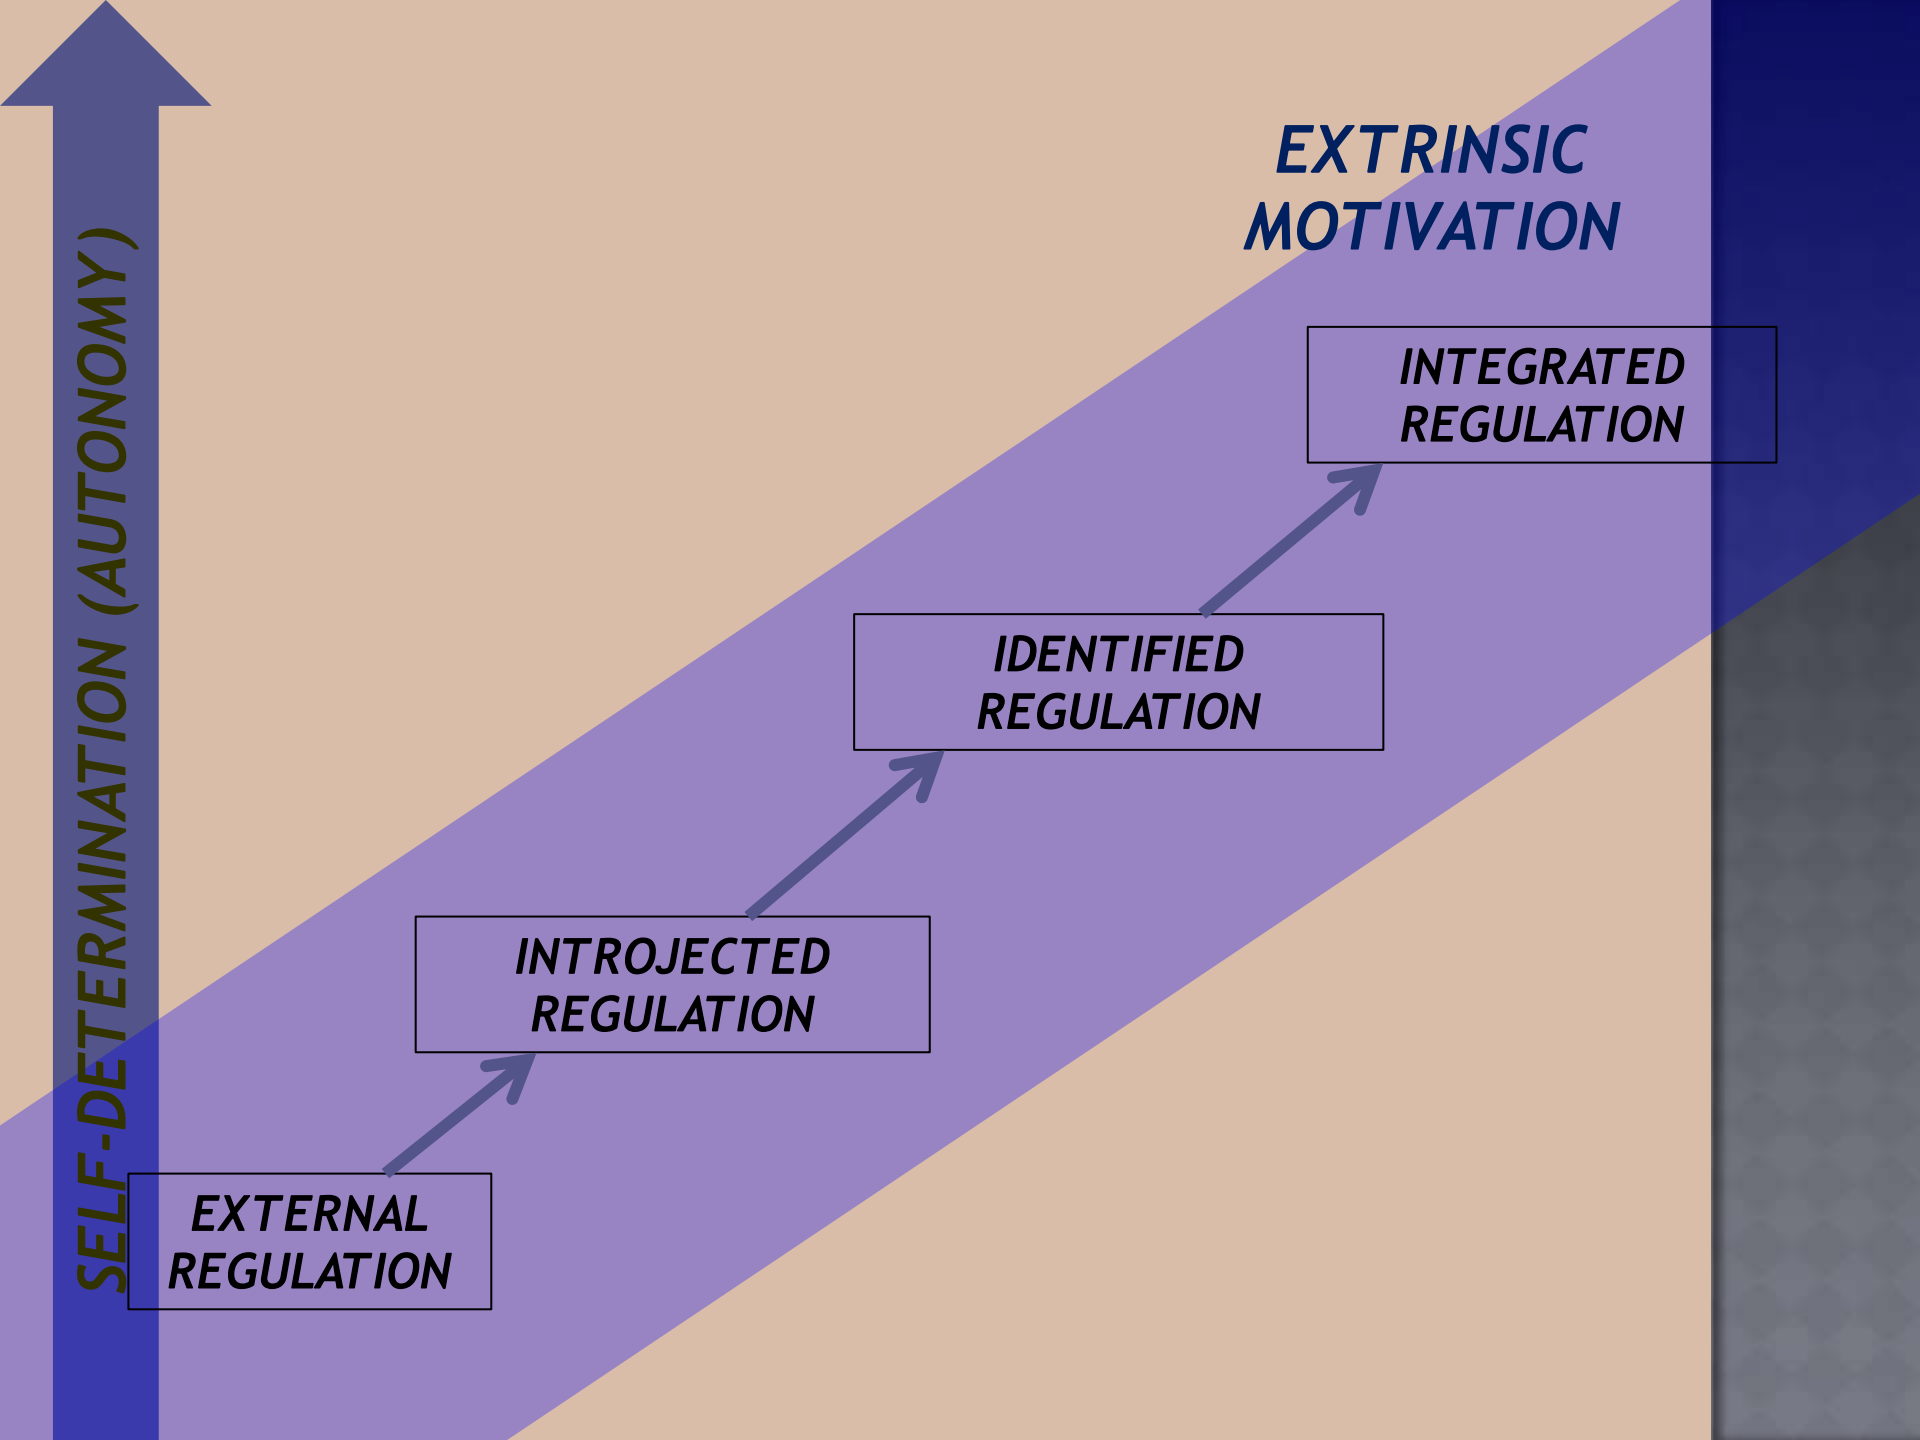 EXTRINSIC
MOTIVATION
INTEGRATED
REGULATION
IDENTIFIED
REGULATION
INTROJECTED
REGULATION
EXTERNAL
REGULATION
SELF-DETERMINATION (AUTONOMY)